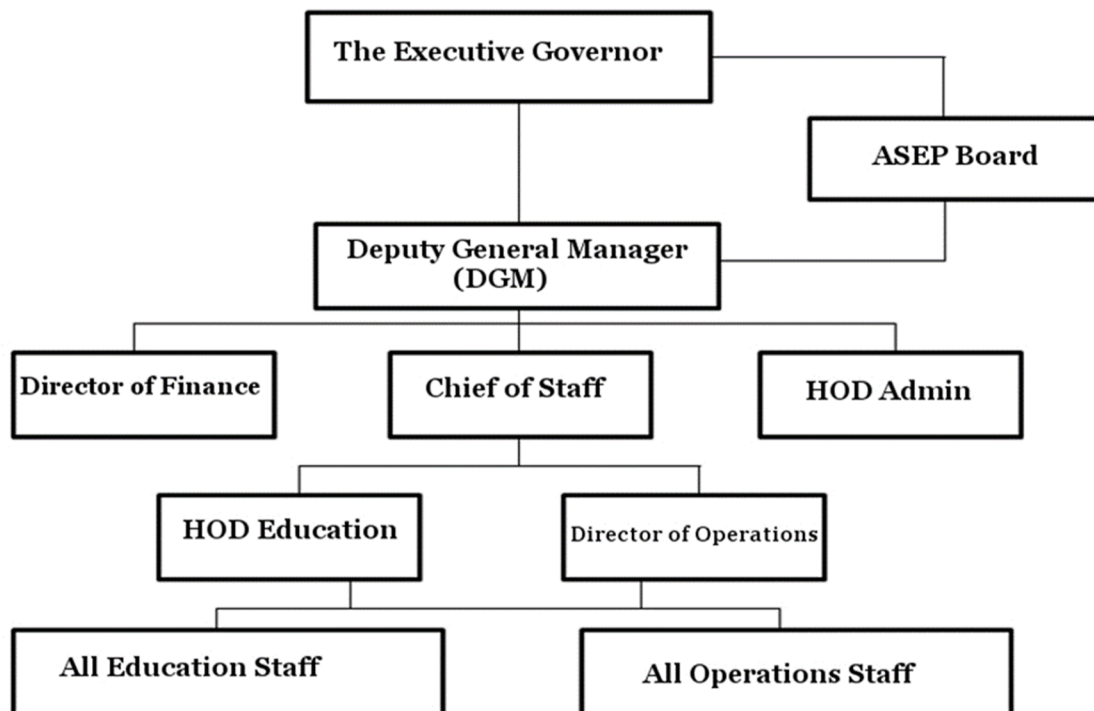 The Executive Governor
ASEP Board
Deputy General Manager
(DGM)
Director of Finance
Chief of Staff
HOD Admin
HOD Education
Director of Operations
All Education Staff
All Operations Staff